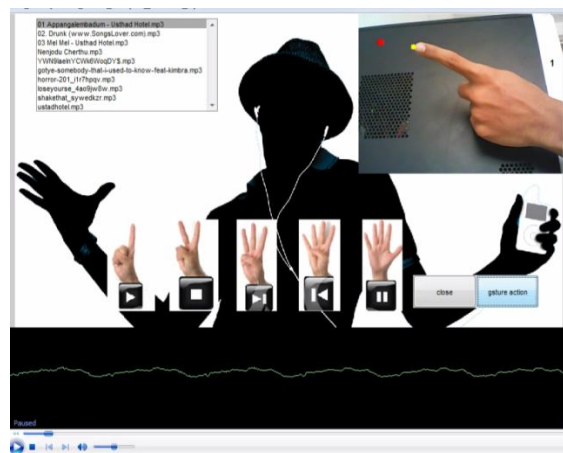 01 Appangalembadum - Usthad Hotel.mp3
02. Drunk (www.SongsLover.com).mp3
03 Mel Mel - Usthad Hotel.mp3
Nenjodu Cherthu.mp3
gotye-somebody-that-i-used-to-know-feat-kimbra.mp3
horror-201_i1r7hpqv.mp3
loseyourse_4ao9jw8w.mp3
shakethat_sywedkzr.mp3
ustadhotel.mp3
1
close
gsture action
Paused